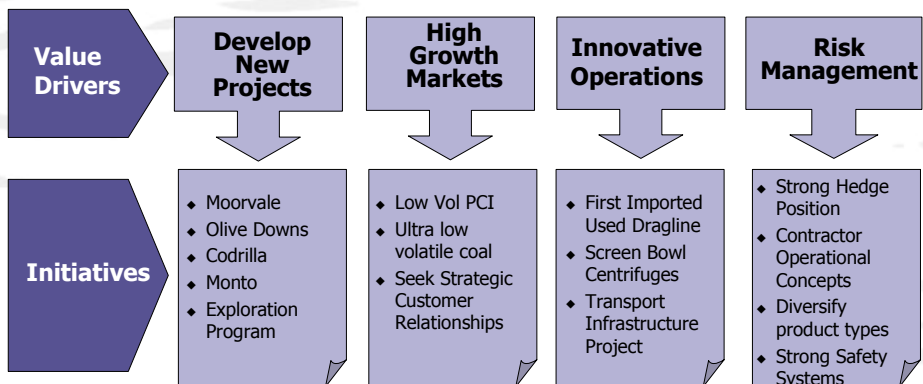 Value
Drivers
Develop
New
Projects
High
Growth
Markets
Innovative
Operations
Risk
Management
Initiatives
◆ Moorvale
◆ Olive Downs
◆ Codrilla
◆ Monto
◆ Exploration
Program
◆ Low Vol PCI
◆ Ultra low
volatile coal
◆ Seek Strategic
Customer
Relationships
◆ First Imported
Used Dragline
◆ Screen Bowl
Centrifuges
◆ Transport
Infrastructure
Project
◆ Strong Hedge
Position
◆ Contractor
Operational
Concepts
◆ Diversify
product types
◆ Strong Safety
Systems